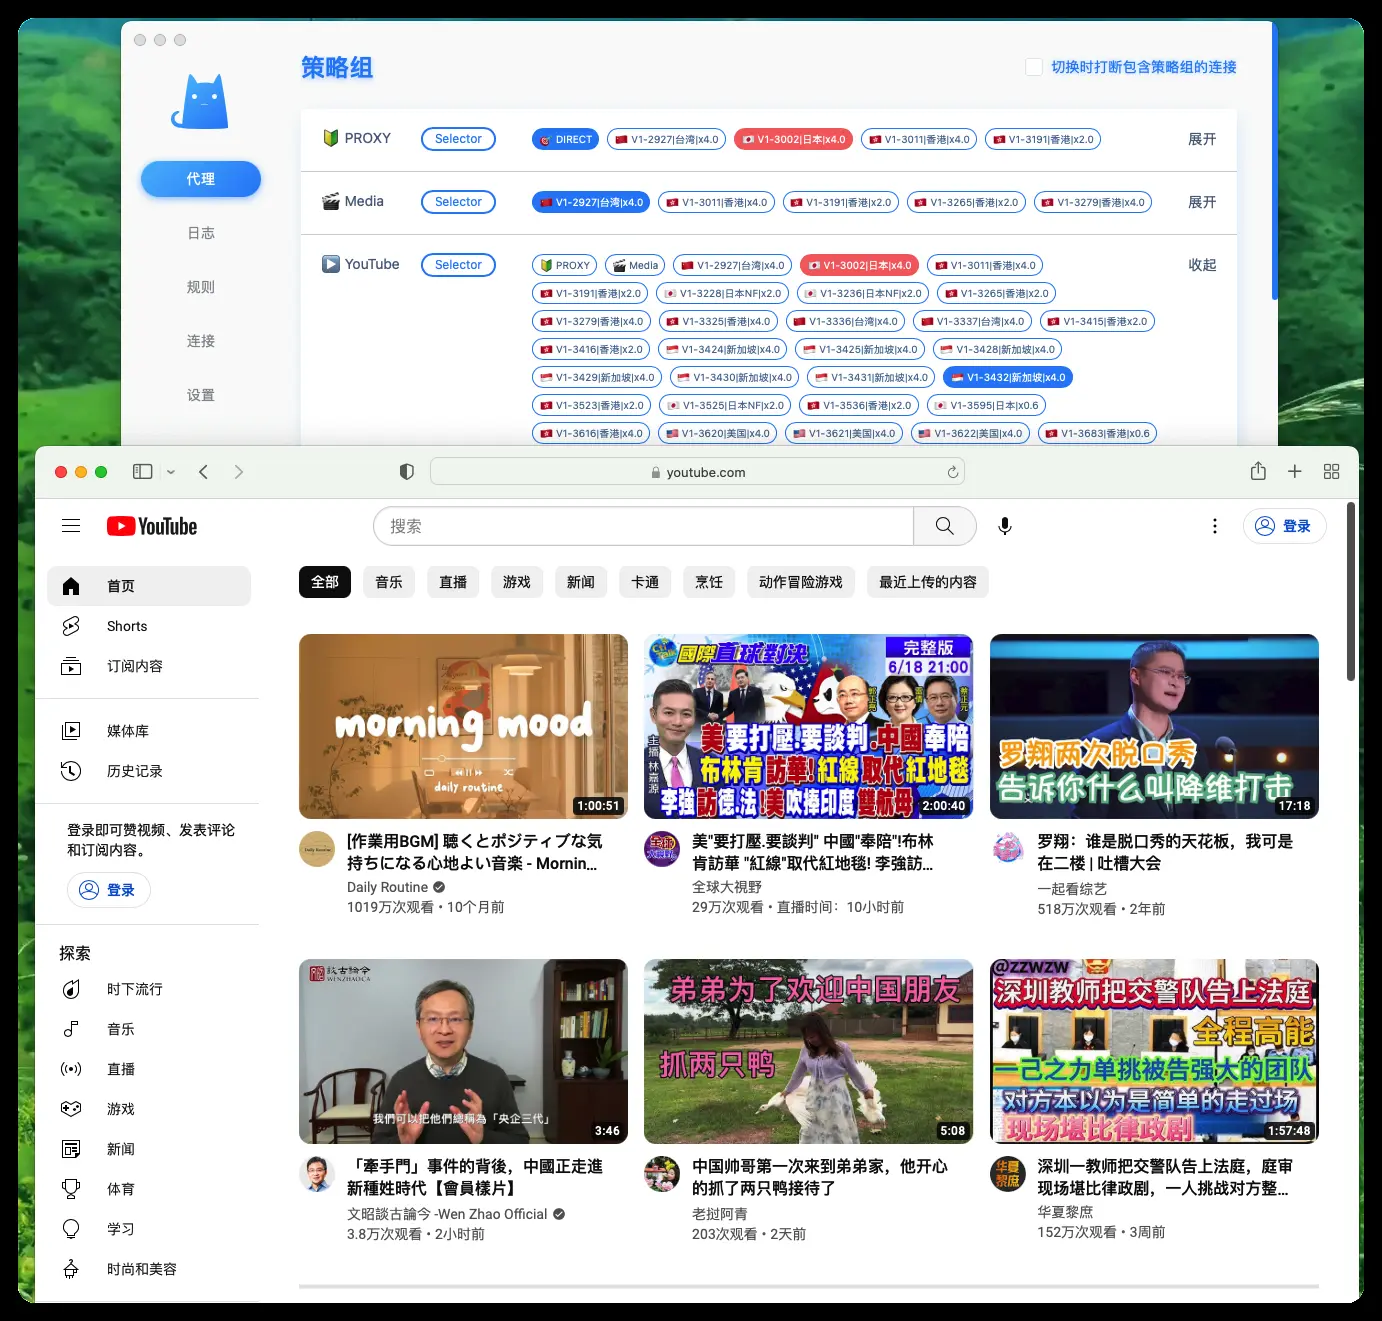 策略组
切换时打断包含策略组的连接
代理
日志
规则
连接
设置
PROXY Selector DIRECT V1-2927|台湾|x4.0 V1-3002|日本|x4.0 V1-3011|香港|x4.0 V1-3191|香港|x2.0 展开
Media Selector V1-2927|台湾|x4.0 V1-3011|香港|x4.0 V1-3191|香港|x2.0 V1-3265|香港|x2.0 V1-3279|香港|x4.0 展开
YouTube Selector PROXY Media V1-2927|台湾|x4.0 V1-3002|日本|x4.0 V1-3011|香港|x4.0 收起
V1-3191|香港|x2.0 V1-3228|日本NF|x2.0 V1-3236|日本NF|x2.0 V1-3265|香港|x2.0
V1-3279|香港|x4.0 V1-3325|香港|x4.0 V1-3336|台湾|x4.0 V1-3337|台湾|x4.0 V1-3415|香港x2.0
V1-3416|香港|x2.0 V1-3424|新加坡|x4.0 V1-3425|新加坡|x4.0 V1-3428|新加坡|x4.0
V1-3429|新加坡|x4.0 V1-3430|新加坡|x4.0 V1-3431|新加坡|x4.0 V1-3432|新加坡|x4.0
V1-3523|香港|x2.0 V1-3525|日本NF|x2.0 V1-3536|香港|x2.0 V1-3595|日本|x0.6
V1-3616|香港|x4.0 V1-3620|美国|x4.0 V1-3621|美国|x4.0 V1-3622|美国|x4.0 V1-3683|香港|x0.6
youtube.com
YouTube
搜索
登录
首页
Shorts
订阅内容
媒体库
历史记录
登录即可赞视频、发表评论
和订阅内容。
登录
探索
时下流行
音乐
直播
游戏
新闻
体育
学习
时尚和美容
全部 音乐 直播 游戏 新闻 卡通 烹饪 动作冒险游戏 最近上传的内容
morning mood
daily routine
1:00:51
[作業用BGM] 聴くとポジティブな気
持ちになる心地よい音楽 - Mornin...
Daily Routine
1019万次观看 • 10个月前
國際直球對決
完整版
6/18 21:00
郭正亮
蔡正元
主播 林嘉源
美要打壓!要談判.中國奉陪
布林肯訪華!紅線取代紅地毯
李強訪德.法!美吹捧印度雙航母
2:00:40
全球大視野
美"要打壓.要談判" 中國"奉陪"!布林
肯訪華 "紅線"取代紅地毯! 李強訪...
全球大視野
29万次观看 • 直播时间：10小时前
罗翔两次脱口秀
告诉你什么叫降维打击
17:18
罗翔：谁是脱口秀的天花板，我可是
在二楼 | 吐槽大会
一起看综艺
518万次观看 • 2年前
談古論今
WENZHAO.CA
我們可以把他們總稱為「央企三代」
3:46
「牽手門」事件的背後，中國正走進
新種姓時代【會員樣片】
文昭談古論今 -Wen Zhao Official
3.8万次观看 • 2小时前
弟弟为了欢迎中国朋友
抓两只鸭
5:08
中国帅哥第一次来到弟弟家，他开心
的抓了两只鸭接待了
老挝阿青
203次观看 • 2天前
@ZZWZW
深圳教师把交警队告上法庭
全程高能
一己之力单挑被告强大的团队
对方本以为是简单的走过场
现场堪比律政剧
1:57:48
华夏黎庶
深圳一教师把交警队告上法庭，庭审
现场堪比律政剧，一人挑战对方整...
华夏黎庶
152万次观看 • 3周前